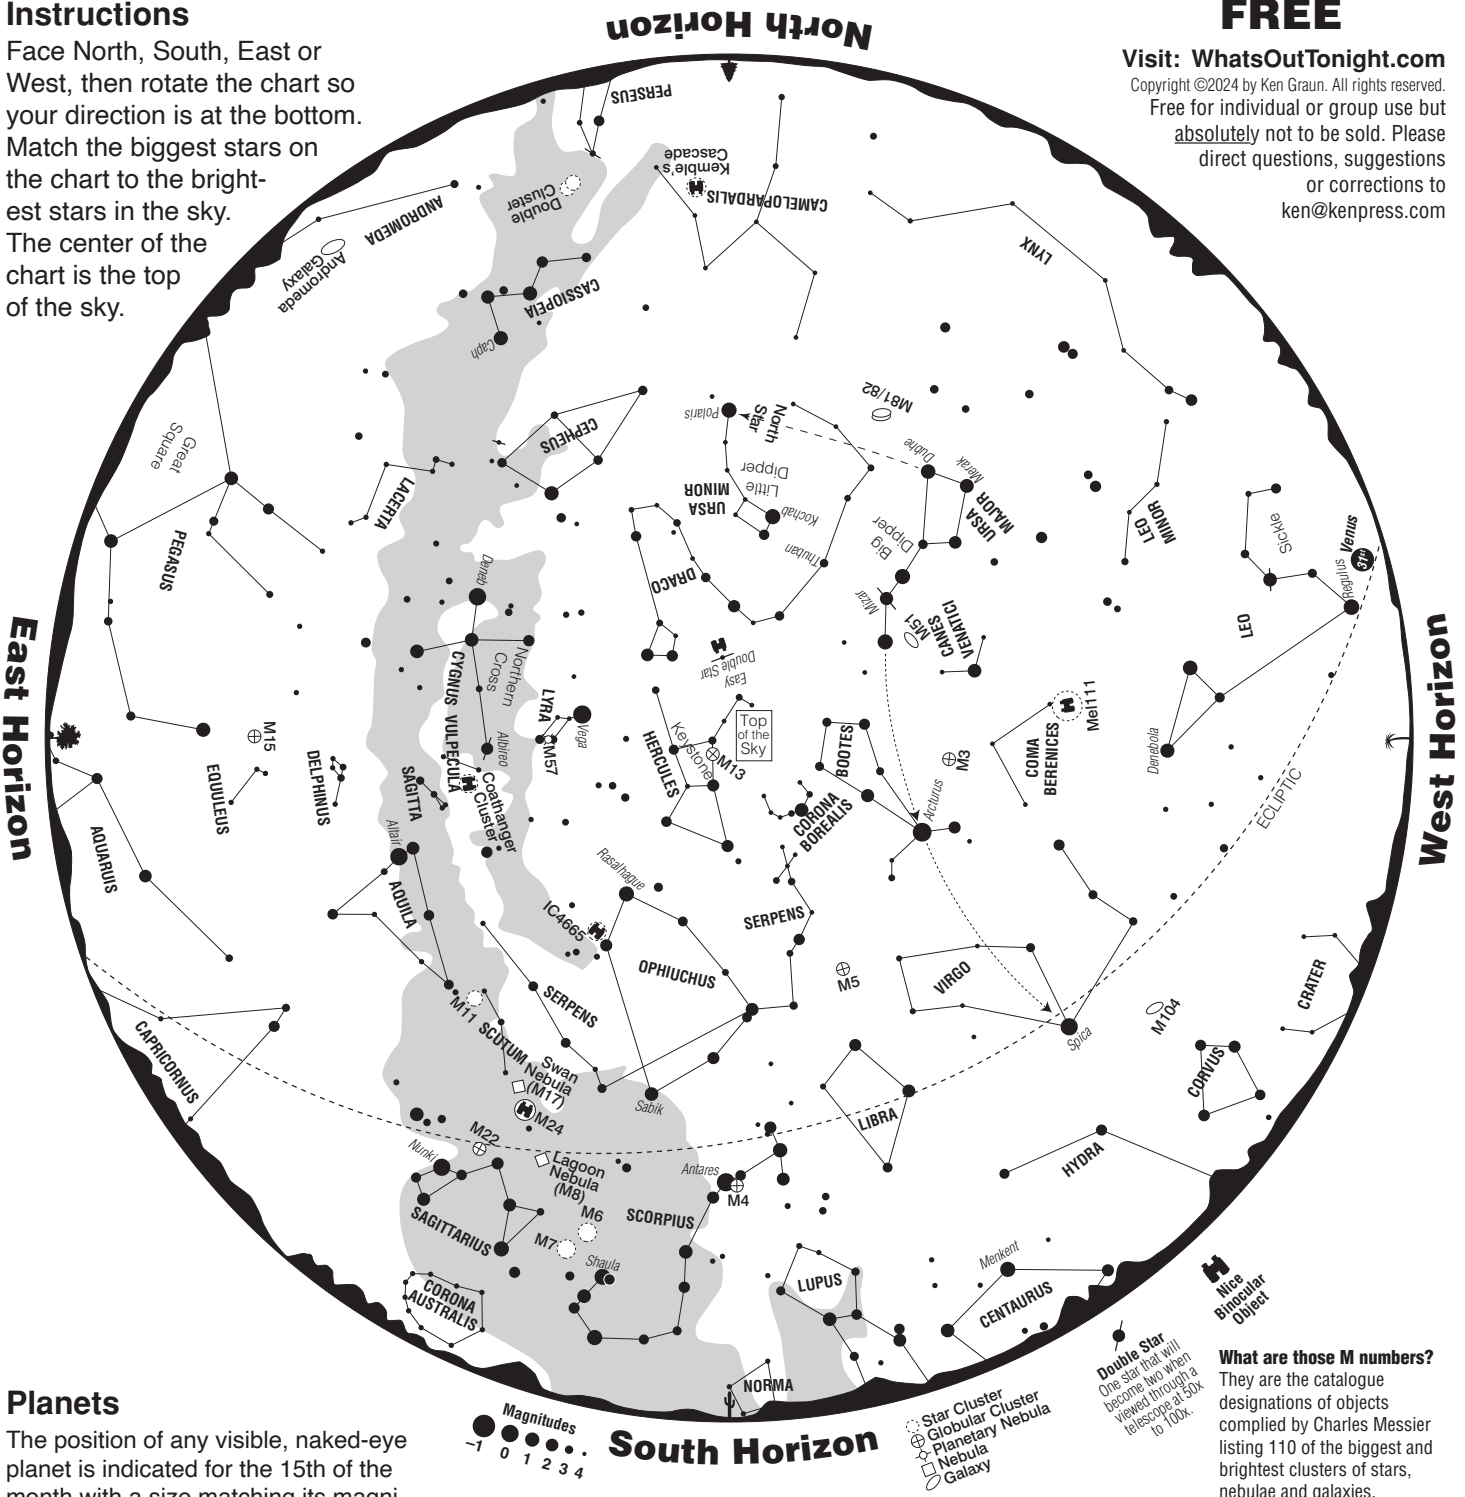 Instructions
Face North, South, East or
West, then rotate the chart so
your direction is at the bottom.
Match the biggest stars on
the chart to the bright-
est stars in the sky.
The center of the
chart is the top
of the sky.
North Horizon
FREE
Visit: WhatsOutTonight.com
Copyright ©2024 by Ken Graun. All rights reserved.
Free for individual or group use but
absolutely not to be sold. Please
direct questions, suggestions
or corrections to
ken@kenpress.com
PERSEUS
Kemble's
Cascade
Double
Cluster
CAMELOPARDALIS
ANDROMEDA
Andromeda
Galaxy
LYNX
CASSIOPEIA
Caph
M81/82
Polaris
North
Star
CEPHEUS
Great
Square
Dubhe
Merak
Little
Dipper
URSA
MINOR
Kochab
URSA
MAJOR
LACERTA
LEO
MINOR
Sickle
Venus
31st
Regulus
Big
Dipper
Thuban
PEGASUS
Deneb
DRACO
Mizar
M51
CANES
VENATICI
LEO
East Horizon
West Horizon
Northern
Cross
CYGNUS
Easy
Double Star
LYRA
Vega
M57
Top
of the
Sky
Mel111
M15
VULPECULA
Albireo
HERCULES
Keystone
M13
BOOTES
M3
COMA
BERENICES
Denebola
EQUULEUS
DELPHINUS
SAGITTA
Coathanger
Cluster
CORONA
BOREALIS
Arcturus
ECLIPTIC
AQUARUIS
Altair
Rasalhague
AQUILA
IC4665
SERPENS
OPHIUCHUS
M5
VIRGO
CRATER
M11
SERPENS
SCUTUM
M104
Spica
CAPRICORNUS
Swan
Nebula
(M17)
M24
Sabik
LIBRA
CORVUS
M22
Nunki
Lagoon
Nebula
(M8)
Antares
M4
HYDRA
SAGITTARIUS
M6
M7
SCORPIUS
Shaula
Menkent
LUPUS
CORONA
AUSTRALIS
CENTAURUS
NORMA
Nice
Binocular
Object
Double Star
One star that will
become two when
viewed through a
telescope at 50x
to 100x.
What are those M numbers?
They are the catalogue
designations of objects
complied by Charles Messier
listing 110 of the biggest and
brightest clusters of stars,
nebulae and galaxies.
Planets
The position of any visible, naked-eye
planet is indicated for the 15th of the
month with a size matching its magni-
Magnitudes
–1 0 1 2 3 4
South Horizon
Star Cluster
Globular Cluster
Planetary Nebula
Nebula
Galaxy